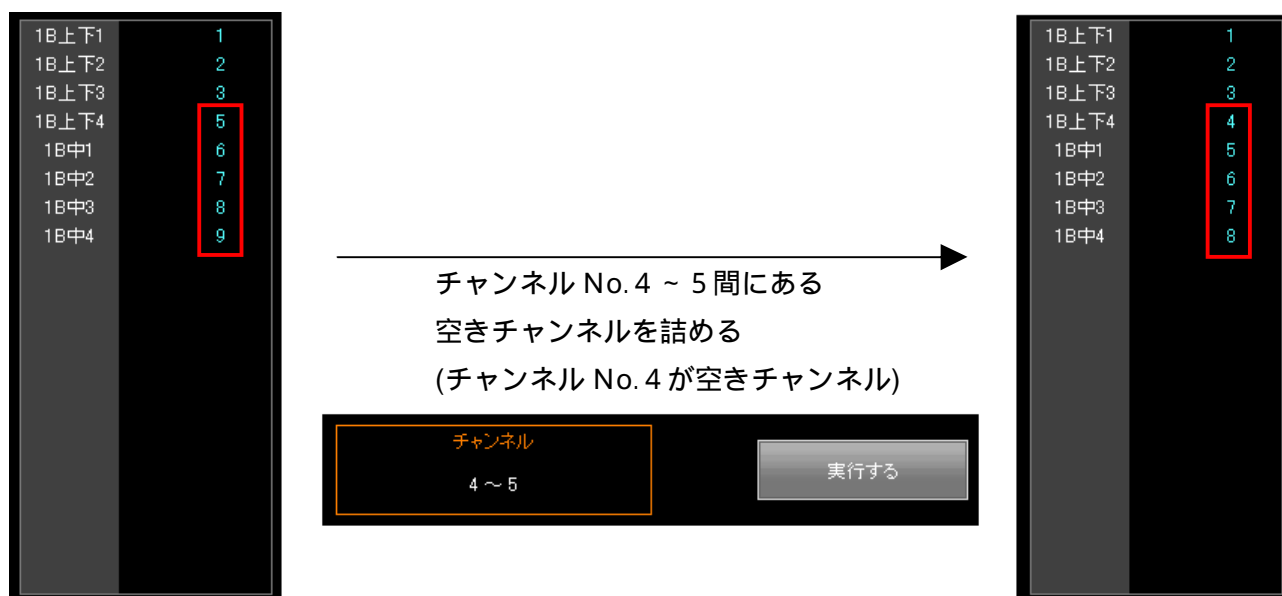 1B上下1 1
1B上下2 2
1B上下3 3
1B上下4 5
1B中1 6
1B中2 7
1B中3 8
1B中4 9
チャンネル No.4 ~ 5間にある
空きチャンネルを詰める
(チャンネル No.4が空きチャンネル)
チャンネル
4～5
実行する
1B上下1 1
1B上下2 2
1B上下3 3
1B上下4 4
1B中1 5
1B中2 6
1B中3 7
1B中4 8